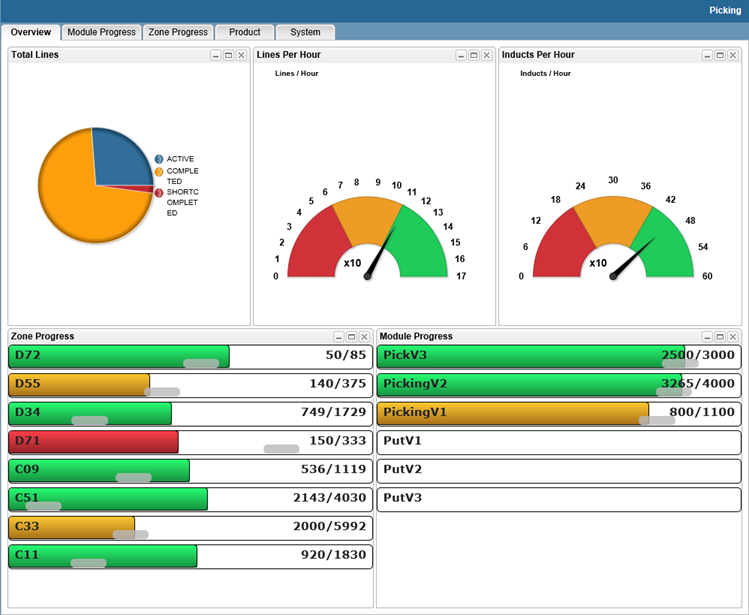 Picking
Overview
Module Progress
Zone Progress
Product
System
Total Lines
ACTIVE
COMPLE
TED
SHORTC
OMPLET
ED
Lines Per Hour
Lines / Hour
0
1
2
3
4
5
6
7
8
9
10
11
12
13
14
15
16
17
x10
Inducts Per Hour
Inducts / Hour
0
6
12
18
24
30
36
42
48
54
60
x10
Zone Progress
D72 50/85
D55 140/375
D34 749/1729
D71 150/333
C09 536/1119
C51 2143/4030
C33 2000/5992
C11 920/1830
Module Progress
PickV3 2500/3000
PickingV2 3265/4000
PickingV1 800/1100
PutV1
PutV2
PutV3